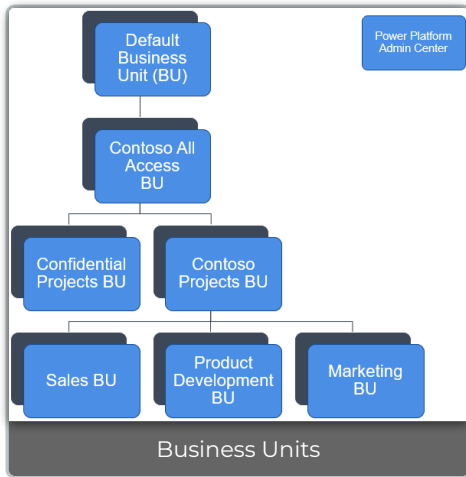 Default
Business
Unit (BU)
Power Platform
Admin Center
Contoso All
Access
BU
Confidential
Projects BU
Contoso
Projects BU
Sales BU
Product
Development
BU
Marketing
BU
Business Units